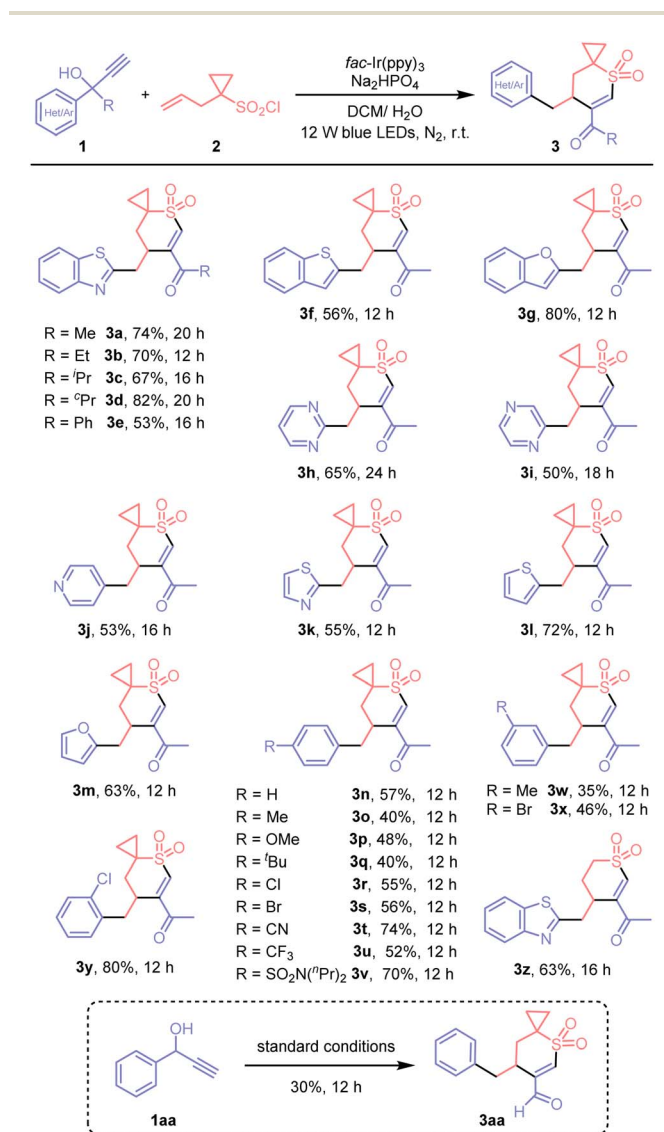 HO
Het/Ar
R
1
+
SO2Cl
2
fac-Ir(ppy)3
Na2HPO4
DCM/ H2O
12 W blue LEDs, N2, r.t.
Het/Ar
O
S
O
O
R
3
S
N
O
S
O
O
R
R = Me 3a, 74%, 20 h
R = Et 3b, 70%, 12 h
R = iPr 3c, 67%, 16 h
R = cPr 3d, 82%, 20 h
R = Ph 3e, 53%, 16 h
S
O
S
O
O
3f, 56%, 12 h
O
O
S
O
O
3g, 80%, 12 h
N
N
O
S
O
O
3h, 65%, 24 h
N
N
O
S
O
O
3i, 50%, 18 h
N
O
S
O
O
3j, 53%, 16 h
S
N
O
S
O
O
3k, 55%, 12 h
S
O
S
O
O
3l, 72%, 12 h
O
O
S
O
O
3m, 63%, 12 h
R
O
S
O
O
R = H 3n, 57%, 12 h
R = Me 3o, 40%, 12 h
R = OMe 3p, 48%, 12 h
R = tBu 3q, 40%, 12 h
R = Cl 3r, 55%, 12 h
R = Br 3s, 56%, 12 h
R = CN 3t, 74%, 12 h
R = CF3 3u, 52%, 12 h
R = SO2N(nPr)2 3v, 70%, 12 h
R
O
S
O
O
R = Me 3w, 35%, 12 h
R = Br 3x, 46%, 12 h
Cl
O
S
O
O
3y, 80%, 12 h
S
N
O
S
O
O
3z, 63%, 16 h
OH
1aa
standard conditions
30%, 12 h
O
S
O
H
O
3aa